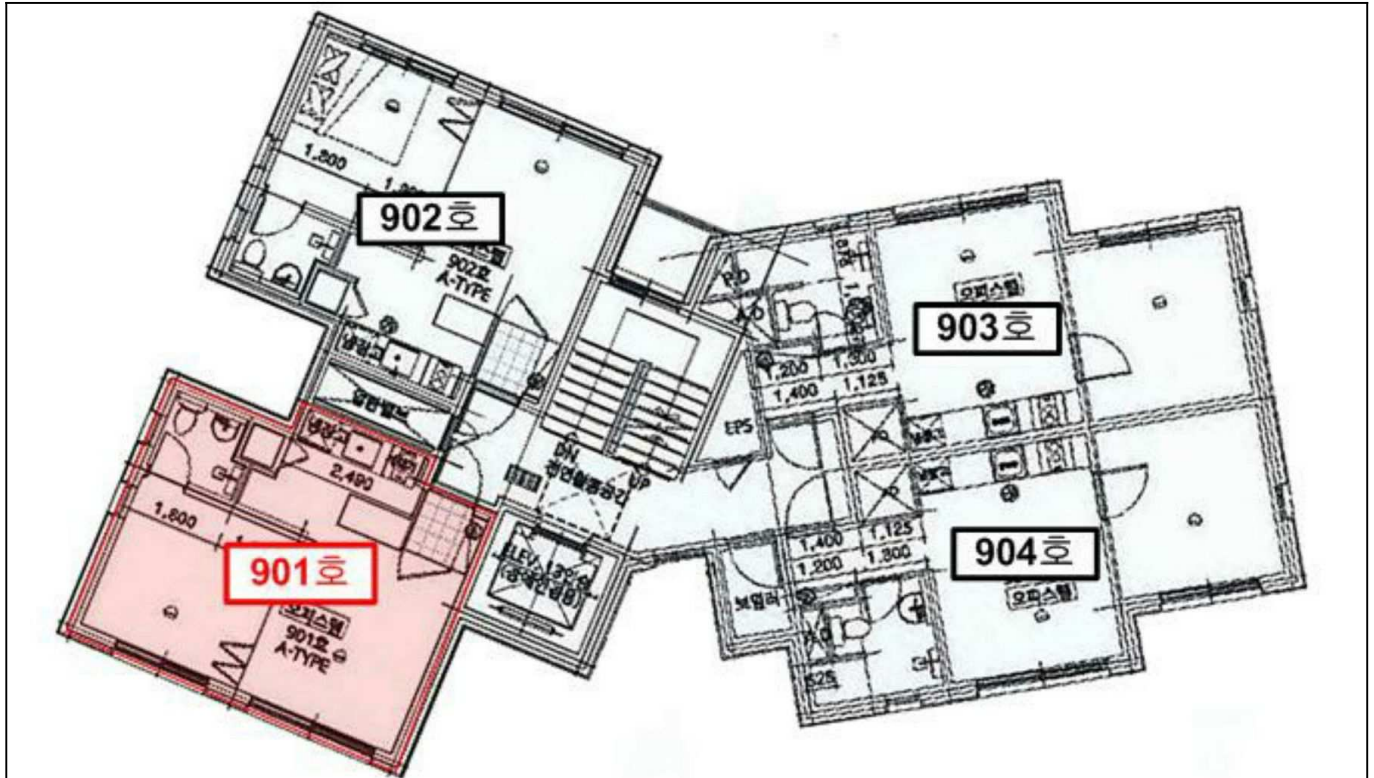 1,800
902호
902호
A-TYPE
냉장고
P.D
A/D
오피스텔
903호
1,200
1,300
1,400
1,125
EPS
DN
UP
냉장고
2,490
1,600
901호
오피스텔
901호
A-TYPE
ELEV.
1,400
1,125
1,200
1,300
904호
오피스텔
보일러
A/D
525